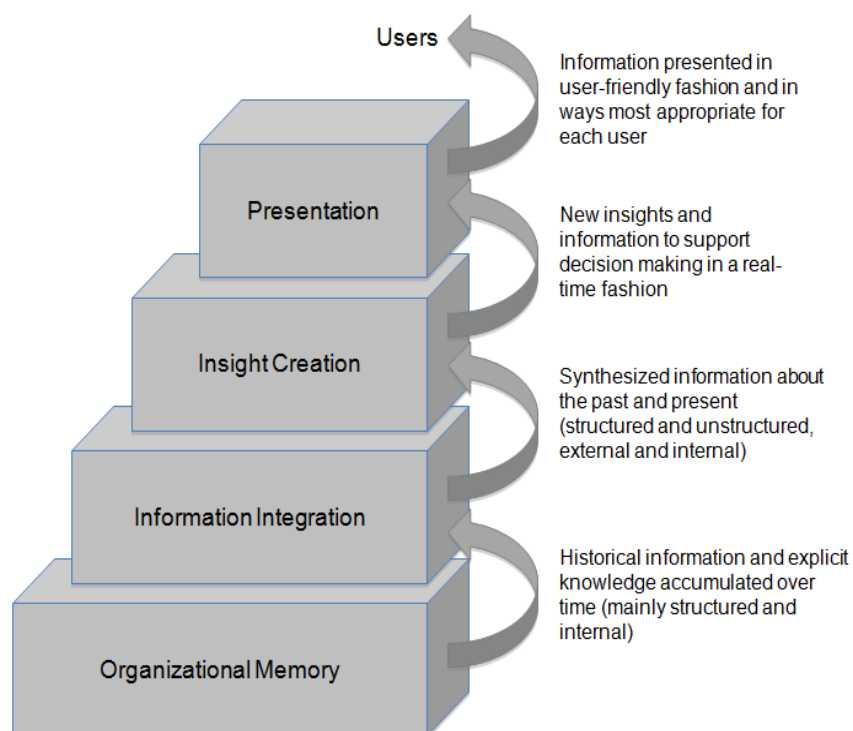 Users
Information presented in
user-friendly fashion and in
ways most appropriate for
each user
Presentation
New insights and
information to support
decision making in a real-
time fashion
Insight Creation
Synthesized information about
the past and present
(structured and unstructured,
external and internal)
Information Integration
Historical information and explicit
knowledge accumulated over
time (mainly structured and
internal)
Organizational Memory